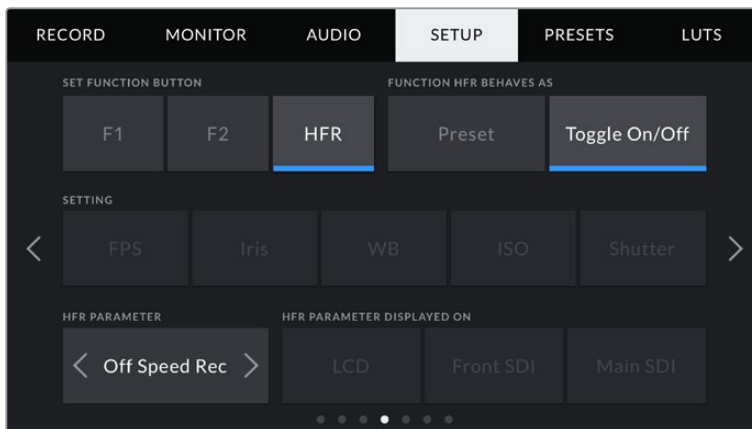 RECORD MONITOR AUDIO SETUP PRESETS LUTS
SET FUNCTION BUTTON FUNCTION HFR BEHAVES AS
F1 F2 HFR Preset Toggle On/Off
SETTING
FPS Iris WB ISO Shutter
HFR PARAMETER HFR PARAMETER DISPLAYED ON
Off Speed Rec LCD Front SDI Main SDI